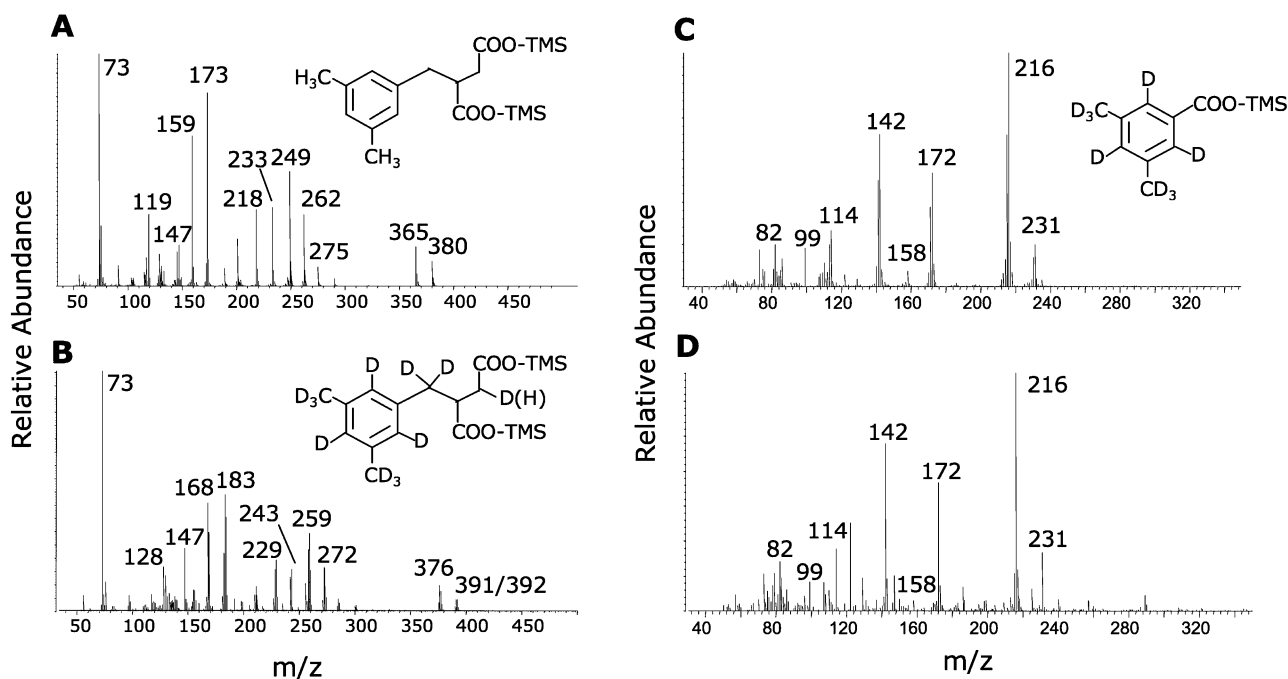 A
73
173
159
233
249
218
262
119
147
275
365
380
H3C
CH3
COO-TMS
COO-TMS
50 100 150 200 250 300 350 400 450
Relative Abundance
B
73
168
183
243
259
147
128
229
272
376
391/392
D
D
D
D3C
D
D
CD3
COO-TMS
D(H)
COO-TMS
50 100 150 200 250 300 350 400 450
m/z
C
216
142
172
114
82
99
158
231
D
D3C
COO-TMS
D
D
CD3
40 80 120 160 200 240 280 320
Relative Abundance
D
216
142
172
114
82
99
158
231
40 80 120 160 200 240 280 320
m/z